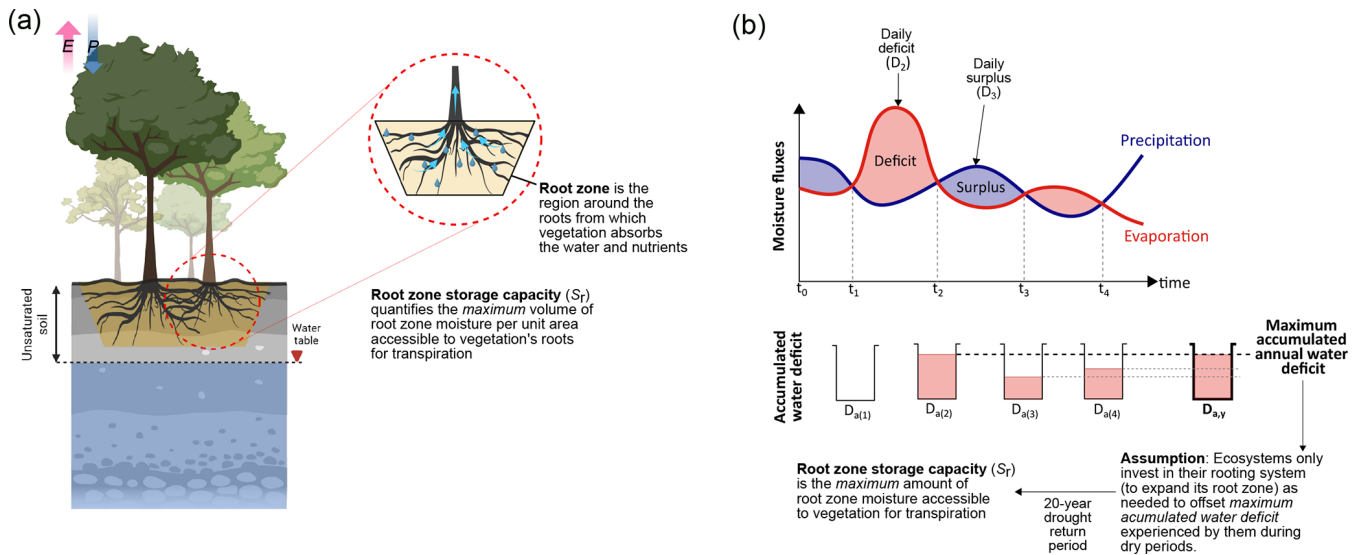 (a)
E
P
Root zone is the
region around the
roots from which
vegetation absorbs
the water and nutrients
Root zone storage capacity (Sr)
quantifies the maximum volume of
root zone moisture per unit area
accessible to vegetation's roots
for transpiration
Unsaturated
soil
Water
table
(b)
Daily
deficit
(D2)
Daily
surplus
(D3)
Moisture fluxes
Deficit
Surplus
Precipitation
Evaporation
t0
t1
t2
t3
t4
time
Accumulated
water deficit
Da(1)
Da(2)
Da(3)
Da(4)
Da,y
Maximum
accumulated
annual water
deficit
Assumption: Ecosystems only
invest in their rooting system
(to expand its root zone) as
needed to offset maximum
acumulated water deficit
experienced by them during
dry periods.
20-year
drought
return
period
Root zone storage capacity (Sr)
is the maximum amount of
root zone moisture accessible
to vegetation for transpiration